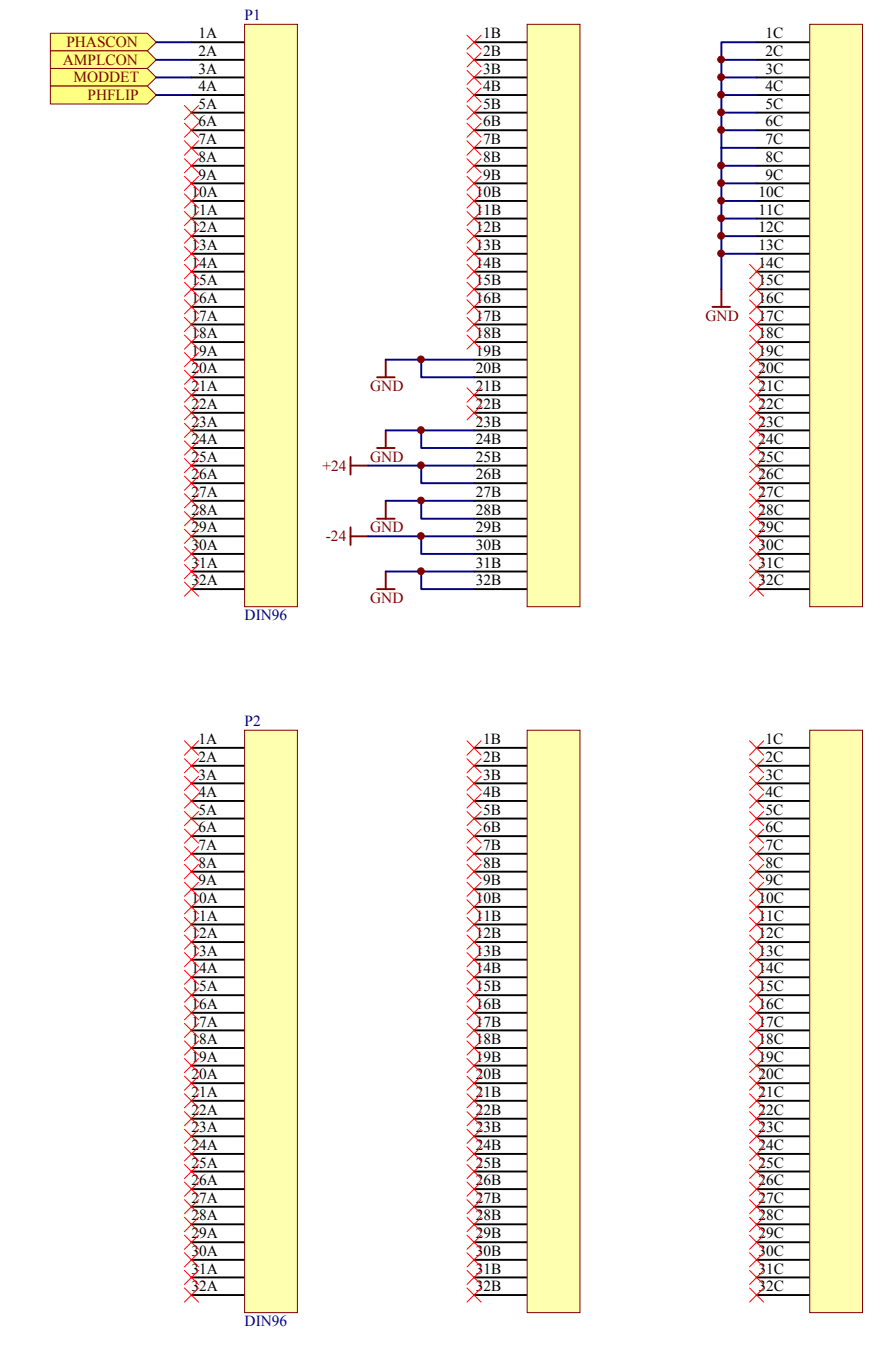 P1
PHASCON
AMPLCON
MODDET
PHFLIP
1A
2A
3A
4A
5A
6A
7A
8A
9A
10A
11A
12A
13A
14A
15A
16A
17A
18A
19A
20A
21A
22A
23A
24A
25A
26A
27A
28A
29A
30A
31A
32A
DIN96
1B
2B
3B
4B
5B
6B
7B
8B
9B
10B
11B
12B
13B
14B
15B
16B
17B
18B
19B
20B
GND
21B
22B
23B
24B
GND
+24
25B
26B
27B
28B
GND
-24
29B
30B
31B
32B
GND
1C
2C
3C
4C
5C
6C
7C
8C
9C
10C
11C
12C
13C
14C
15C
16C
GND
17C
18C
19C
20C
21C
22C
23C
24C
25C
26C
27C
28C
29C
30C
31C
32C
P2
1A
2A
3A
4A
5A
6A
7A
8A
9A
10A
11A
12A
13A
14A
15A
16A
17A
18A
19A
20A
21A
22A
23A
24A
25A
26A
27A
28A
29A
30A
31A
32A
DIN96
1B
2B
3B
4B
5B
6B
7B
8B
9B
10B
11B
12B
13B
14B
15B
16B
17B
18B
19B
20B
21B
22B
23B
24B
25B
26B
27B
28B
29B
30B
31B
32B
1C
2C
3C
4C
5C
6C
7C
8C
9C
10C
11C
12C
13C
14C
15C
16C
17C
18C
19C
20C
21C
22C
23C
24C
25C
26C
27C
28C
29C
30C
31C
32C